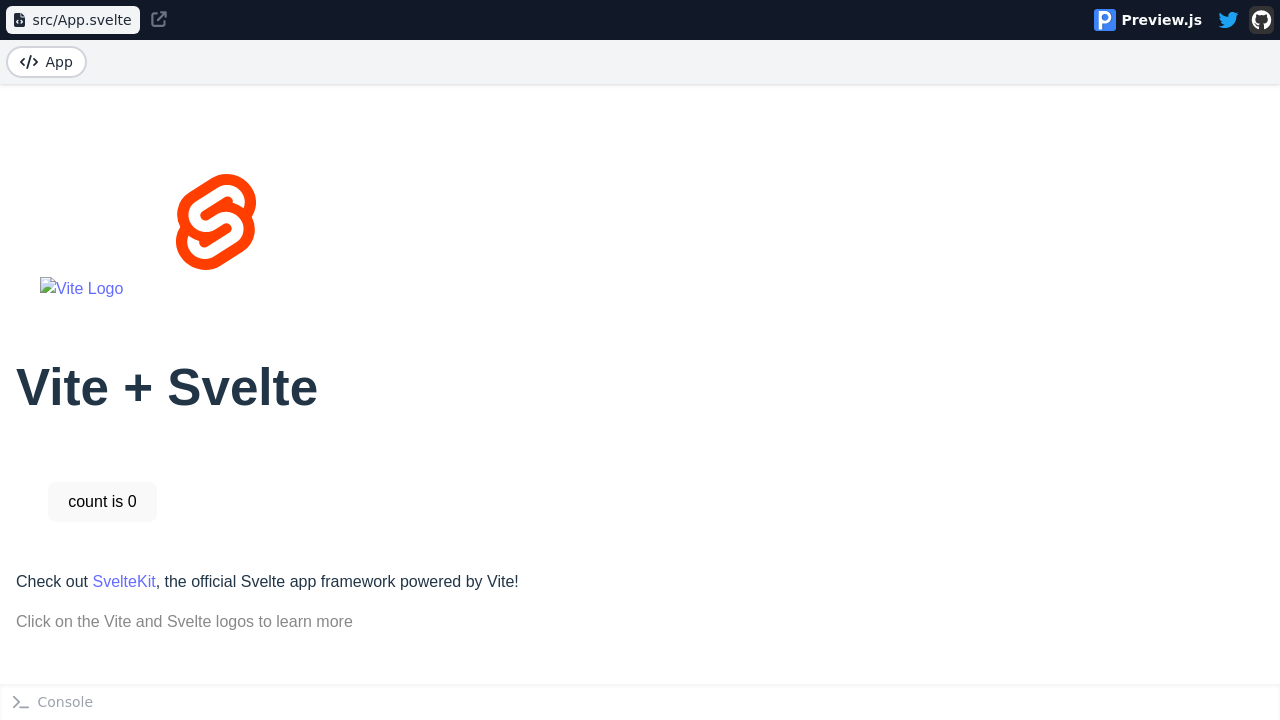 src/App.svelte
Preview.js
App
Vite Logo
Vite + Svelte
count is 0
Check out SvelteKit, the official Svelte app framework powered by Vite!
Click on the Vite and Svelte logos to learn more
Console